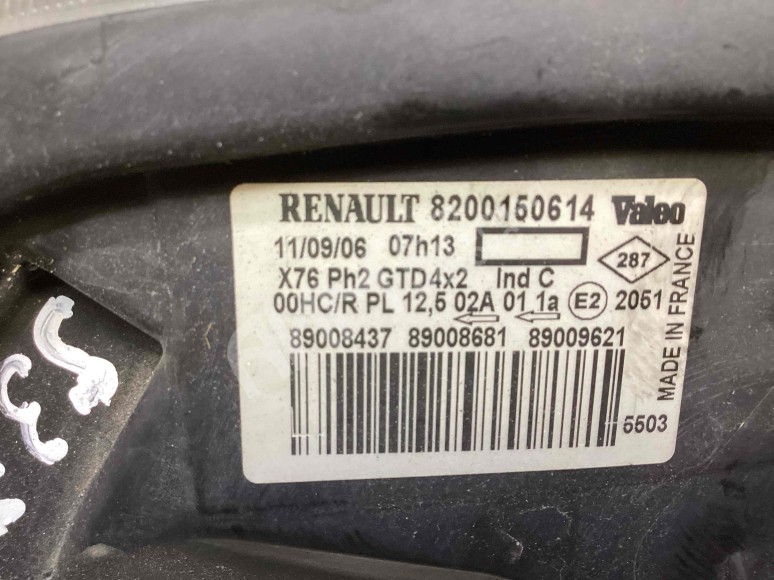 RENAULT 8200150614 Valeo
11/09/06 07h13
287
X76 Ph2 GTD4x2 Ind C
00HC/R PL 12,5 02A 01 1a E2 2051
89008437 89008681 89009621
5503
MADE IN FRANCE